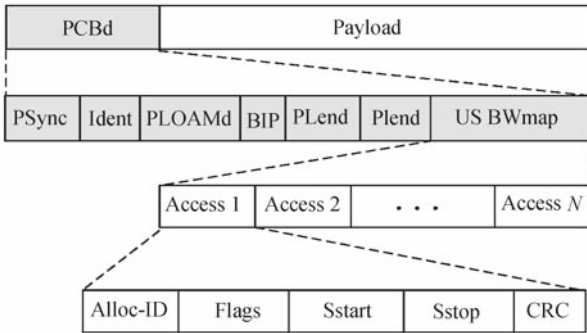 PCBd Payload
PSync Ident PLOAMd BIP PLend Plend US BWmap
Access 1 Access 2 . . . Access N
Alloc-ID Flags Sstart Sstop CRC